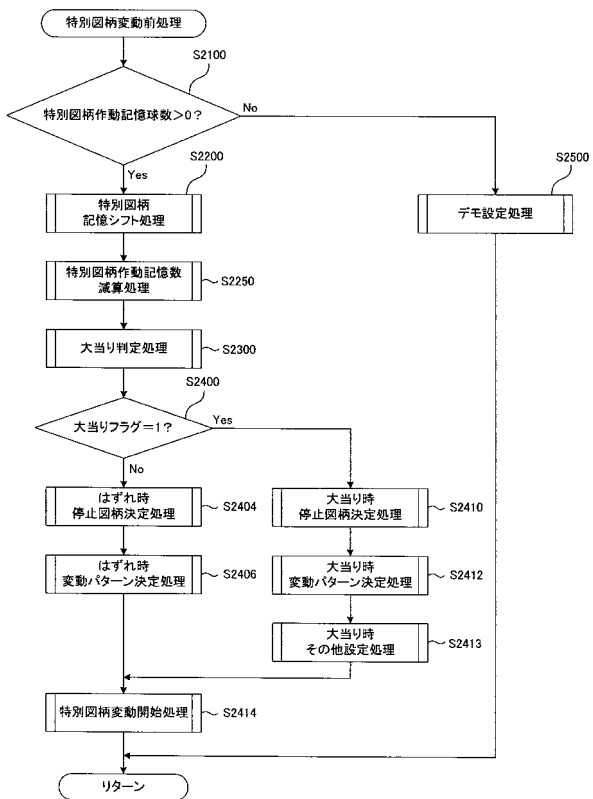 特別図柄変動前処理
S2100
特別図柄作動記憶球数＞0？
No
Yes
S2200
特別図柄
記憶シフト処理
S2500
デモ設定処理
特別図柄作動記憶数
減算処理
S2250
大当り判定処理
S2300
S2400
大当りフラグ＝1？
Yes
No
はずれ時
停止図柄決定処理
S2404
大当り時
停止図柄決定処理
S2410
はずれ時
変動パターン決定処理
S2406
大当り時
変動パターン決定処理
S2412
大当り時
その他設定処理
S2413
特別図柄変動開始処理
S2414
リターン